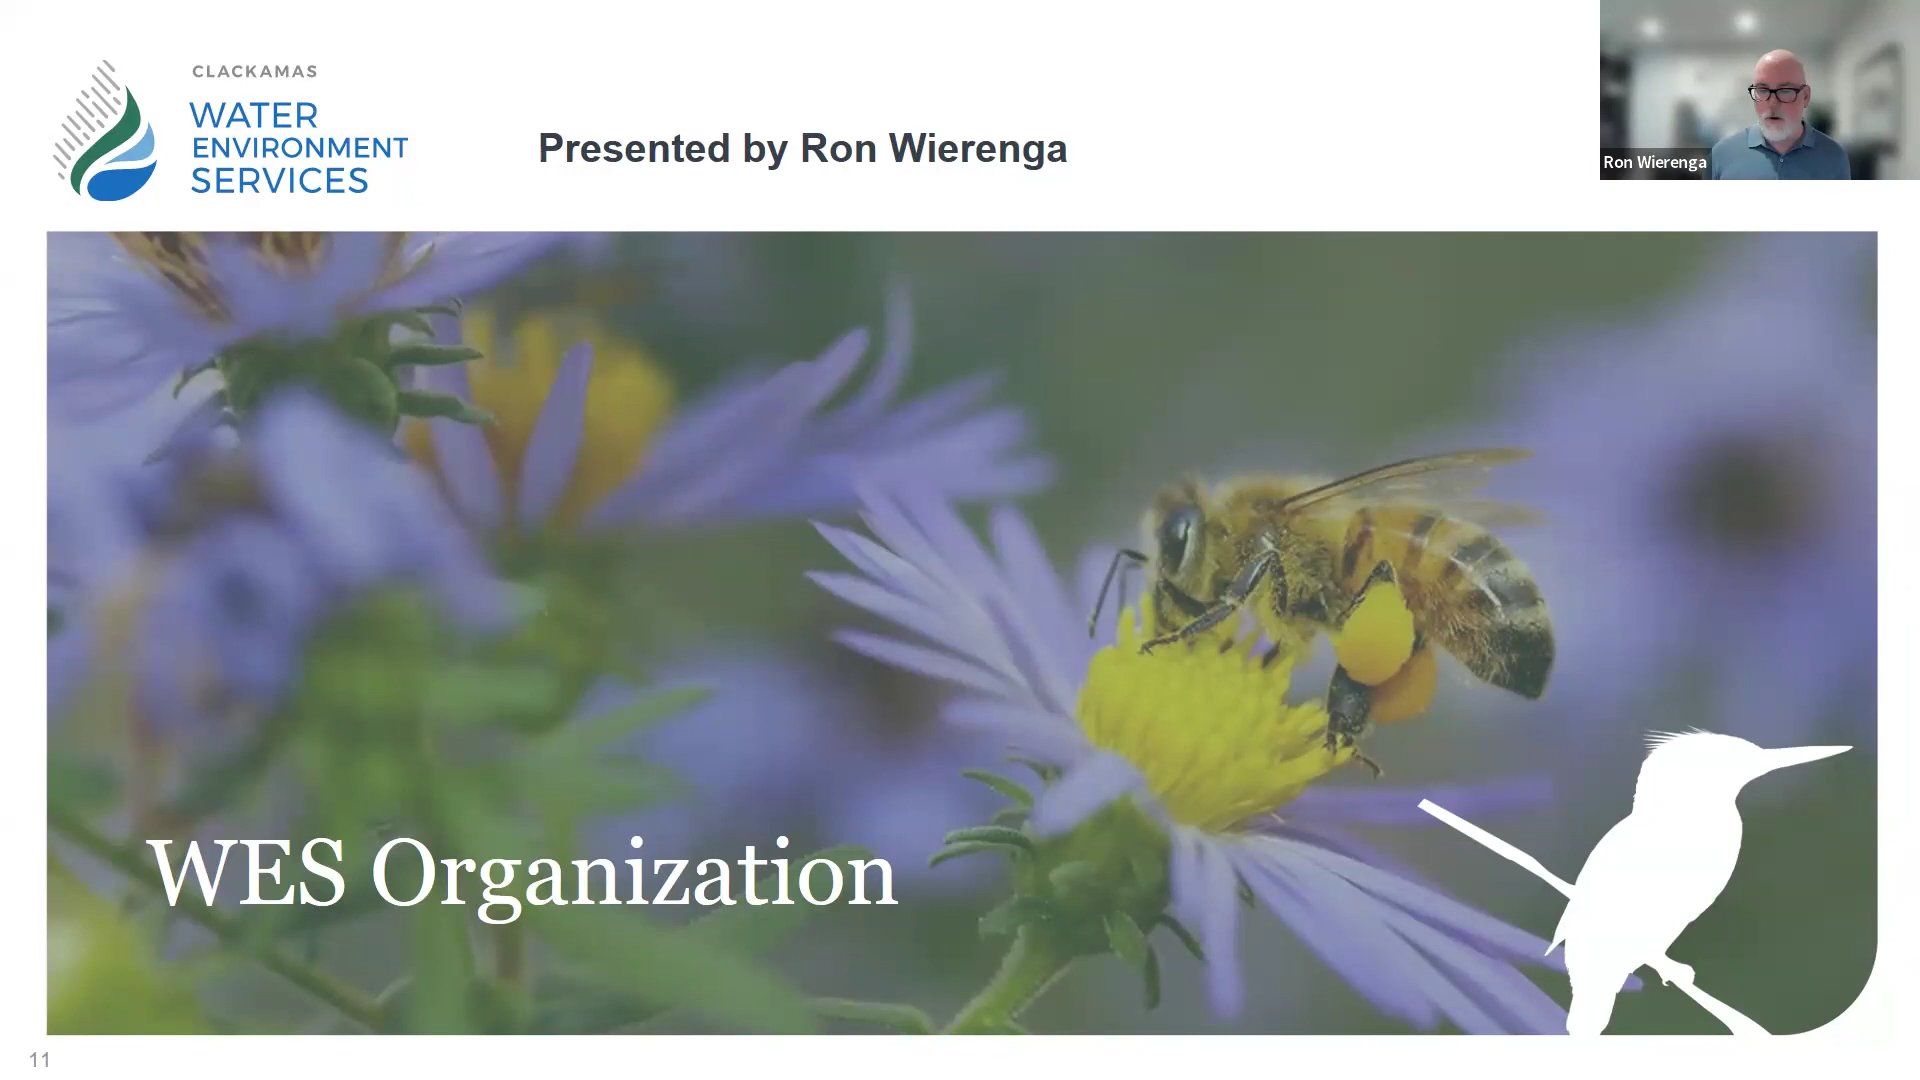 CLACKAMAS
WATER
ENVIRONMENT
SERVICES
Presented by Ron Wierenga
Ron Wierenga
WES Organization
11